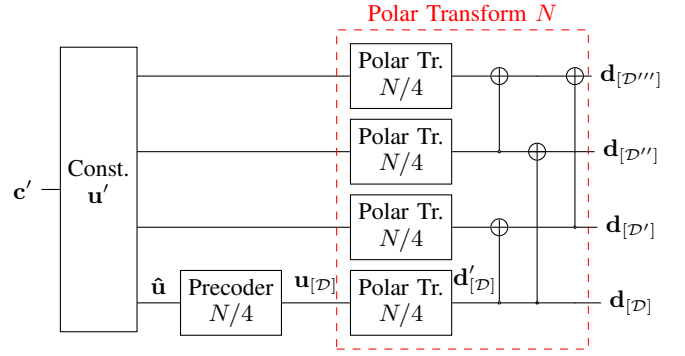 Polar Transform N
Polar Tr.
N/4
d[𝒟''']
Polar Tr.
N/4
d[𝒟'']
Const.
u′
c′
Polar Tr.
N/4
d[𝒟']
û
Precoder
N/4
u[𝒟]
Polar Tr.
N/4
d′[𝒟]
d[𝒟]